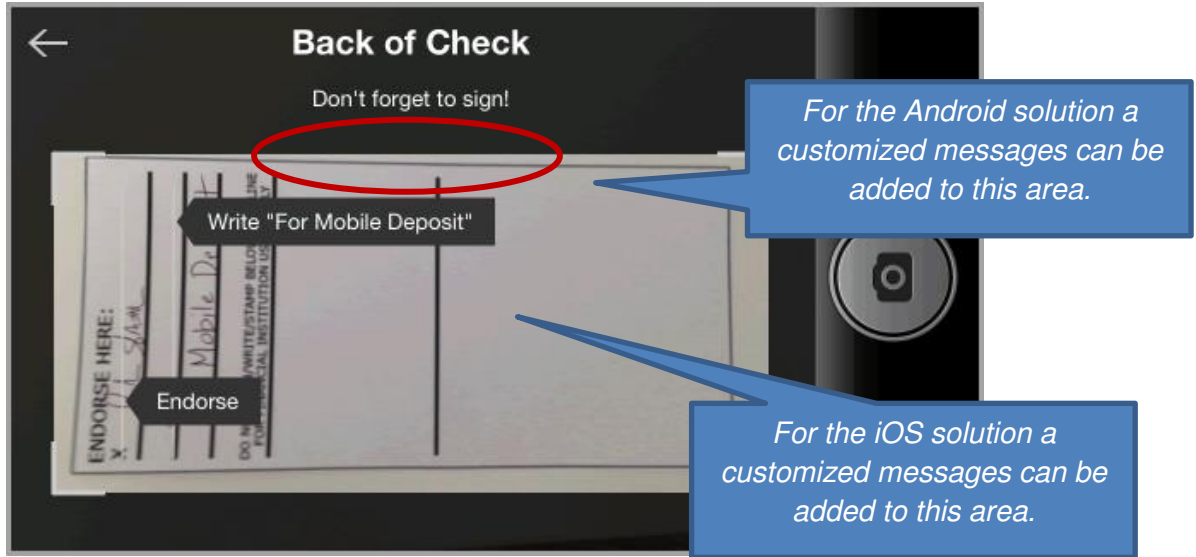 Back of Check
Don't forget to sign!
For the Android solution a
customized messages can be
added to this area.
Write "For Mobile Deposit"
ENDORSE HERE:
X
Mobile
Endorse
For the iOS solution a
customized messages can be
added to this area.